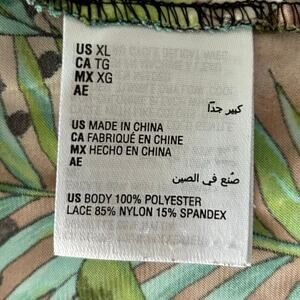 US XL
CA TG
MX XG
AE
كبير جدًا
US MADE IN CHINA
CA FABRIQUÉ EN CHINE
MX HECHO EN CHINA
AE
صُنع في الصين
US BODY 100% POLYESTER
LACE 85% NYLON 15% SPANDEX